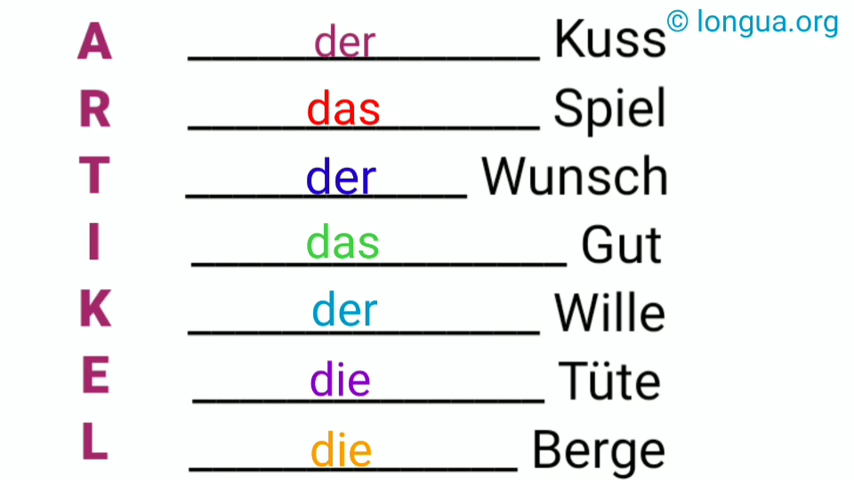 © longua.org
A der Kuss
R das Spiel
T der Wunsch
I das Gut
K der Wille
E die Tüte
L die Berge